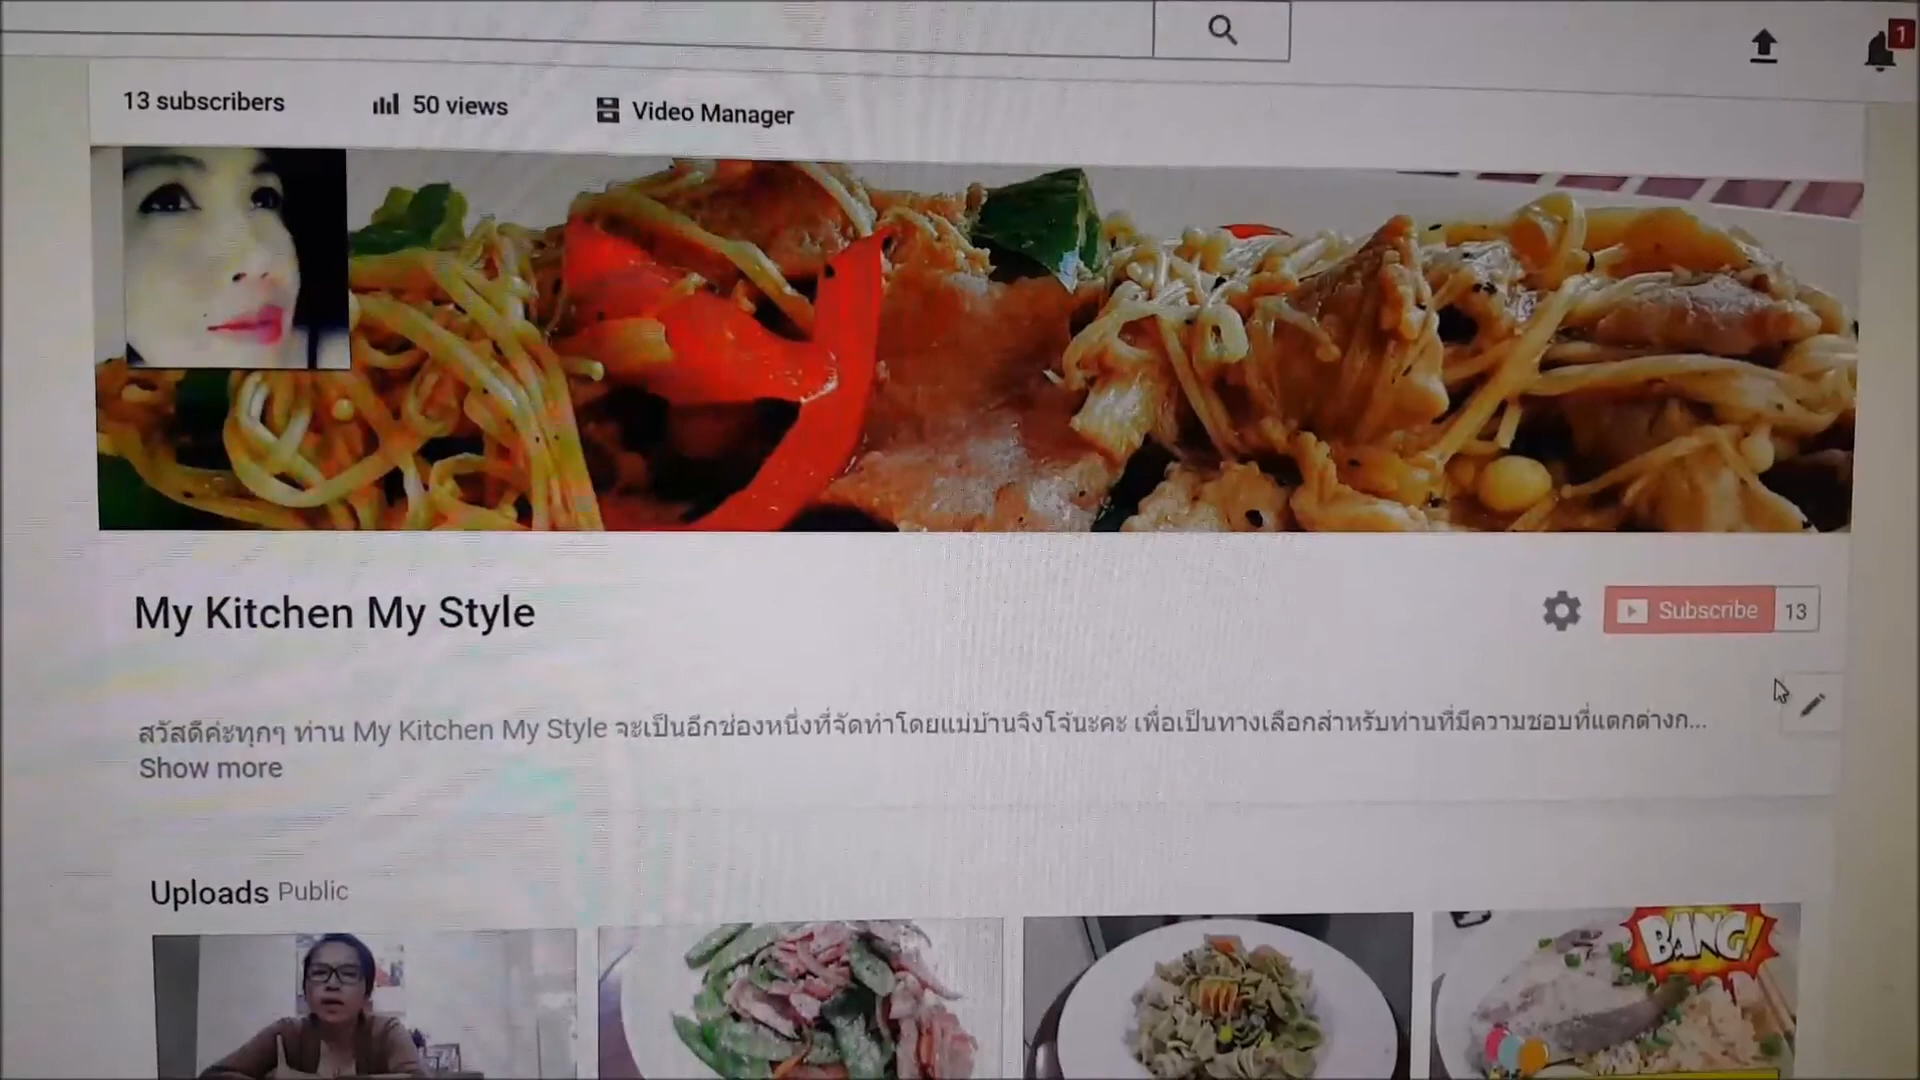 1
13 subscribers
50 views
Video Manager
My Kitchen My Style
Subscribe 13
สวัสดีค่ะทุกๆ ท่าน My Kitchen My Style จะเป็นอีกช่องหนึ่งที่จัดทำโดยแม่บ้านจิงโจ้นะคะ เพื่อเป็นทางเลือกสำหรับท่านที่มีความชอบที่แตกต่างก...
Show more
Uploads Public
BANG!